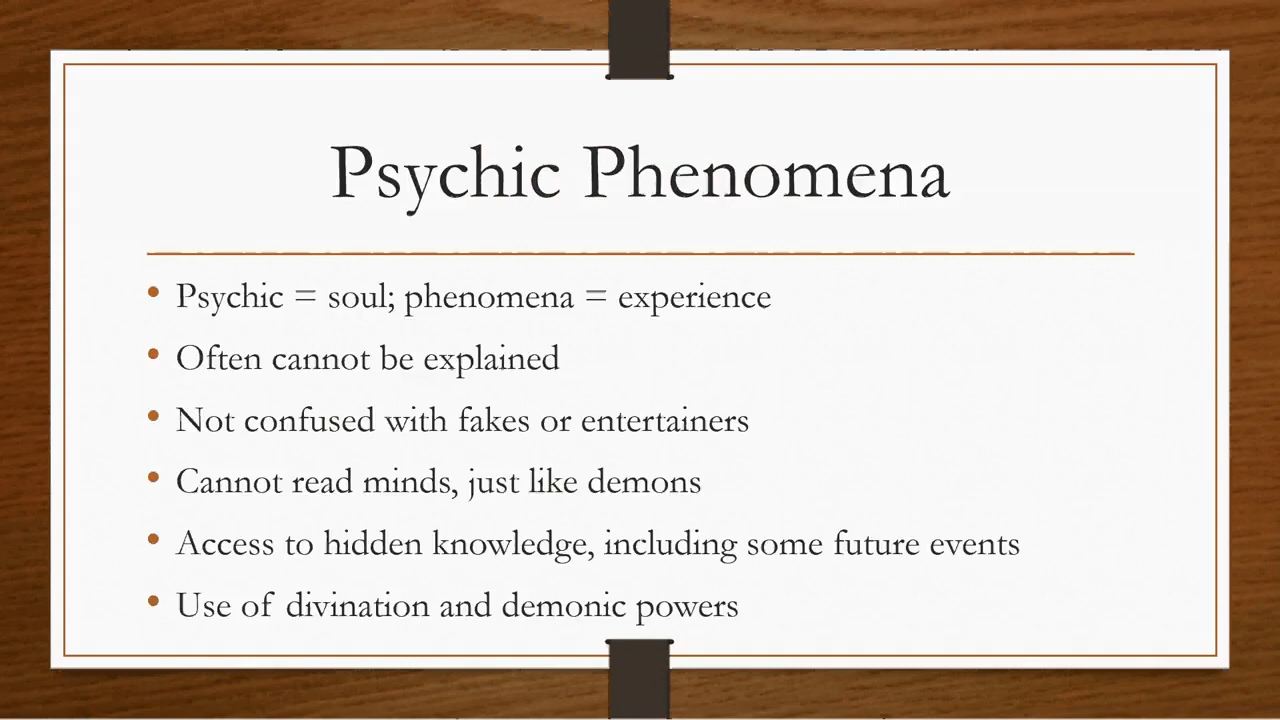 Psychic Phenomena
• Psychic = soul; phenomena = experience
• Often cannot be explained
• Not confused with fakes or entertainers
• Cannot read minds, just like demons
• Access to hidden knowledge, including some future events
• Use of divination and demonic powers